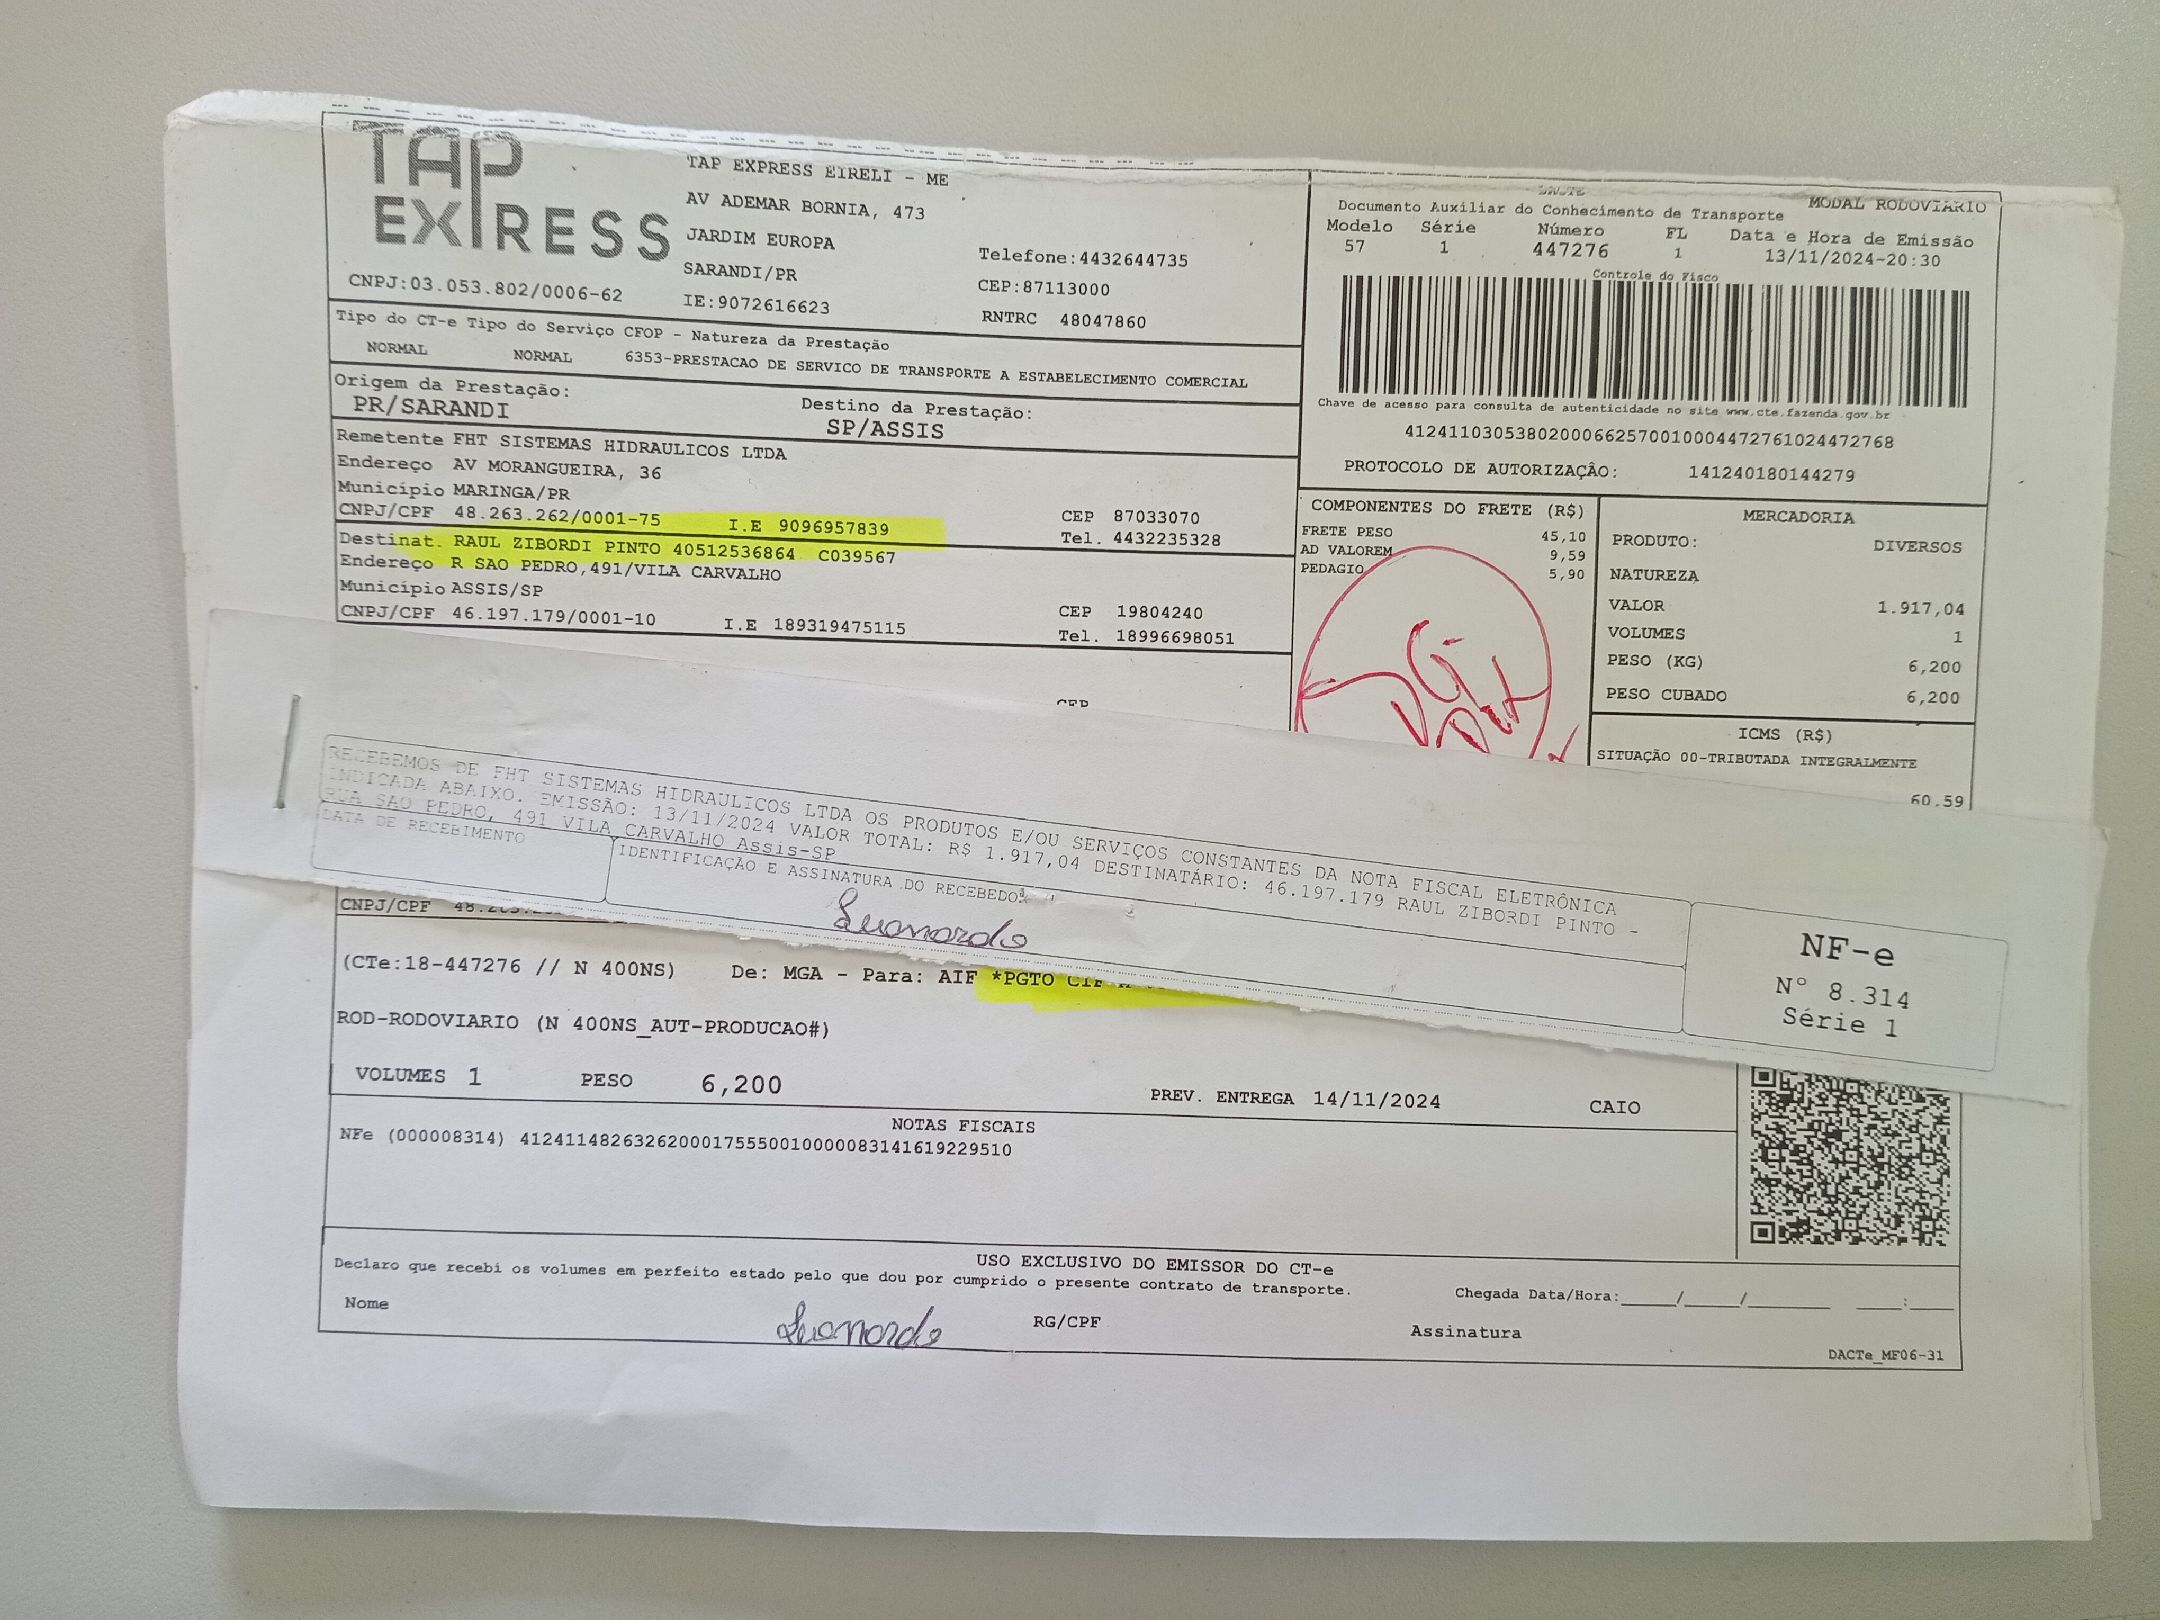 TAP
EXPRESS
TAP EXPRESS EIRELI - ME
AV ADEMAR BORNIA, 473
JARDIM EUROPA
SARANDI/PR
IE:9072616623
Telefone:4432644735
CEP:87113000
RNTRC 48047860
CNPJ:03.053.802/0006-62
MODAL RODOVIARIO
Documento Auxiliar do Conhecimento de Transporte
Modelo Série Número FL Data e Hora de Emissão
57 1 447276 1 13/11/2024-20:30
Controle do Fisco
Chave de acesso para consulta de autenticidade no site www.cte.fazenda.gov.br
41241103053802000662570010004472761024472768
PROTOCOLO DE AUTORIZAÇÃO: 141240180144279
Tipo do CT-e Tipo do Serviço CFOP - Natureza da Prestação
NORMAL NORMAL 6353-PRESTACAO DE SERVICO DE TRANSPORTE A ESTABELECIMENTO COMERCIAL
Origem da Prestação: Destino da Prestação:
PR/SARANDI SP/ASSIS
Remetente FHT SISTEMAS HIDRAULICOS LTDA
Endereço AV MORANGUEIRA, 36
Município MARINGA/PR CEP 87033070
CNPJ/CPF 48.263.262/0001-75 I.E 9096957839 Tel. 4432235328
Destinat. RAUL ZIBORDI PINTO 40512536864 C039567
Endereço R SAO PEDRO,491/VILA CARVALHO
Município ASSIS/SP CEP 19804240
CNPJ/CPF 46.197.179/0001-10 I.E 189319475115 Tel. 18996698051
CEP
COMPONENTES DO FRETE (R$)
FRETE PESO 45,10
AD VALOREM 9,59
PEDAGIO 5,90
MERCADORIA
PRODUTO: DIVERSOS
NATUREZA
VALOR 1.917,04
VOLUMES 1
PESO (KG) 6,200
PESO CUBADO 6,200
ICMS (R$)
SITUAÇÃO 00-TRIBUTADA INTEGRALMENTE
60,59
RECEBEMOS DE FHT SISTEMAS HIDRAULICOS LTDA OS PRODUTOS E/OU SERVIÇOS CONSTANTES DA NOTA FISCAL ELETRÔNICA
INDICADA ABAIXO. EMISSÃO: 13/11/2024 VALOR TOTAL: R$ 1.917,04 DESTINATÁRIO: 46.197.179 RAUL ZIBORDI PINTO -
RUA SAO PEDRO, 491 VILA CARVALHO Assis-SP
DATA DE RECEBIMENTO
IDENTIFICAÇÃO E ASSINATURA DO RECEBEDOR
Leonardo
NF-e
N° 8.314
Série 1
CNPJ/CPF
(CTe:18-447276 // N 400NS) De: MGA - Para: AIF *PGTO CIF
ROD-RODOVIARIO (N 400NS_AUT-PRODUCAO#)
VOLUMES 1 PESO 6,200 PREV. ENTREGA 14/11/2024 CAIO
NOTAS FISCAIS
NFe (000008314) 41241148263262000175550010000083141619229510
USO EXCLUSIVO DO EMISSOR DO CT-e
Declaro que recebi os volumes em perfeito estado pelo que dou por cumprido o presente contrato de transporte.
Chegada Data/Hora:____/____/______ ____:____
Nome Leonardo RG/CPF Assinatura
DACTe_MF06-31